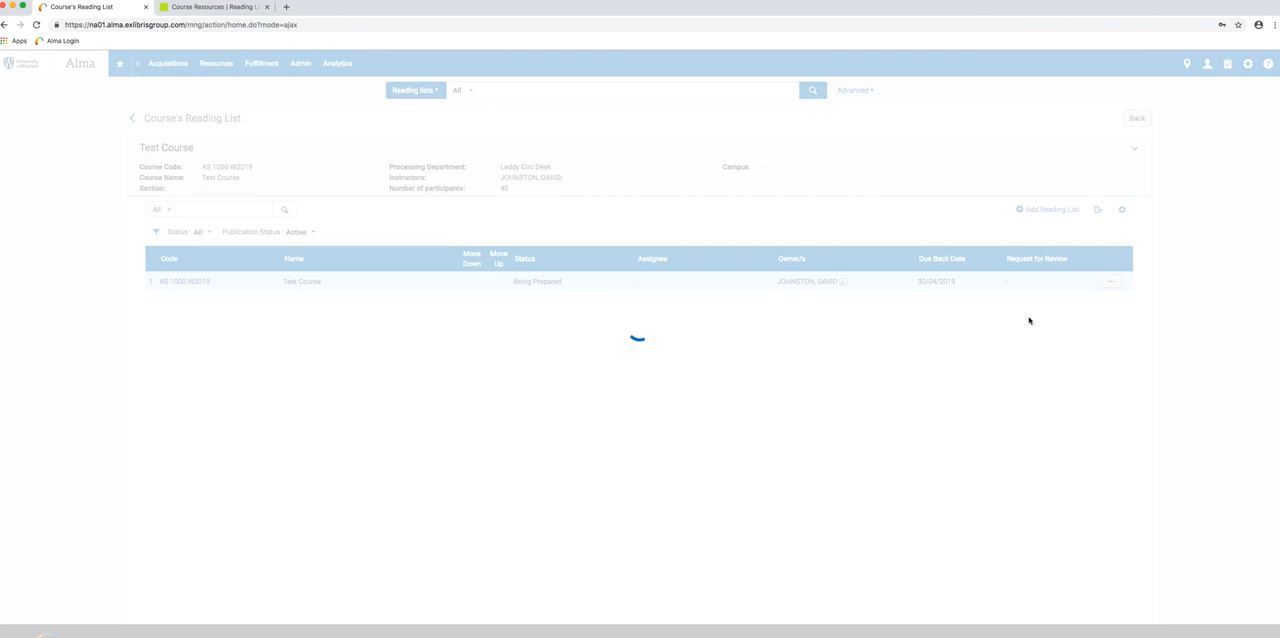 Course's Reading List
Course Resources | Reading Li
https://na01.alma.exlibrisgroup.com/mng/action/home.do?mode=ajax
Apps Alma Login
University of Windsor
Alma Acquisitions Resources Fulfillment Admin Analytics
Reading lists All Advanced
Course's Reading List Back
Test Course
Course Code: AS 1000 W2019 Processing Department: Leddy Circ Desk Campus -
Course Name: Test Course Instructors: JOHNSTON, DAVID;
Section: - Number of participants: 40
All Add Reading List
Status : All Publication Status : Active
Code Name Move Down Move Up Status Assignee Owner/s Due Back Date Request for Review
1 AS 1000 W2019 Test Course Being Prepared - JOHNSTON, DAVID 30/04/2019 - ...